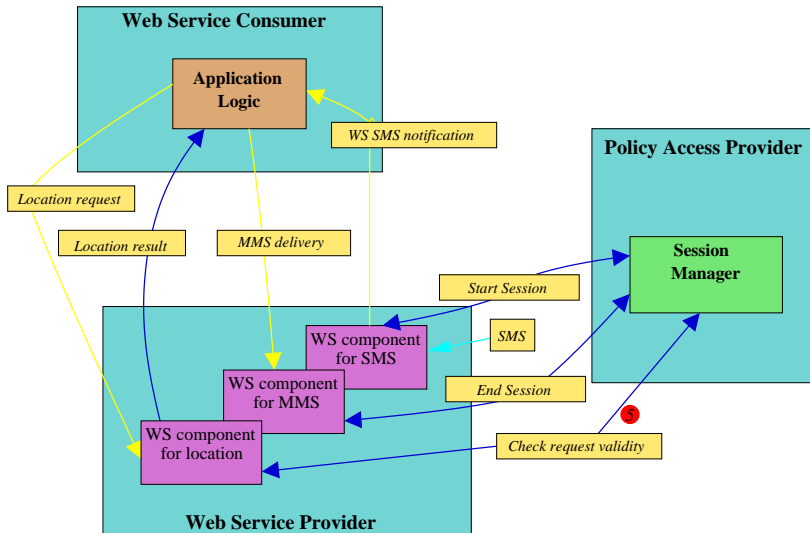 Web Service Consumer
Application
Logic
WS SMS notification
Policy Access Provider
Location request
Location result
MMS delivery
Session
Manager
Start Session
SMS
WS component
for SMS
WS component
for MMS
End Session
5
WS component
for location
Check request validity
Web Service Provider